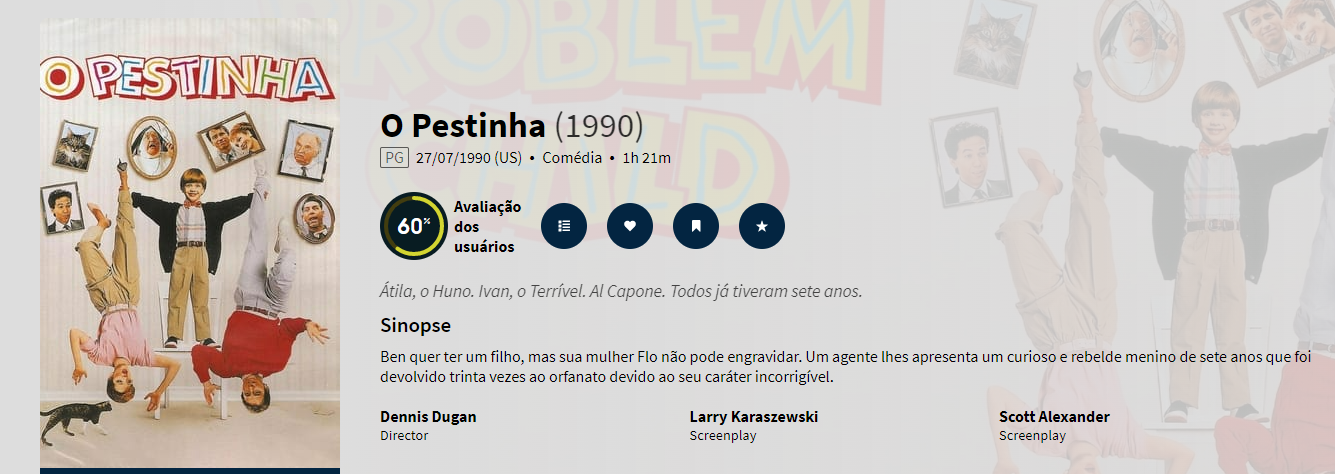 O PESTINHA
PROBLEM
CHILD
O Pestinha (1990)
PG 27/07/1990 (US) • Comédia • 1h 21m
60%
Avaliação
dos
usuários
Átila, o Huno. Ivan, o Terrível. Al Capone. Todos já tiveram sete anos.
Sinopse
Ben quer ter um filho, mas sua mulher Flo não pode engravidar. Um agente lhes apresenta um curioso e rebelde menino de sete anos que foi
devolvido trinta vezes ao orfanato devido ao seu caráter incorrigível.
Dennis Dugan
Director
Larry Karaszewski
Screenplay
Scott Alexander
Screenplay